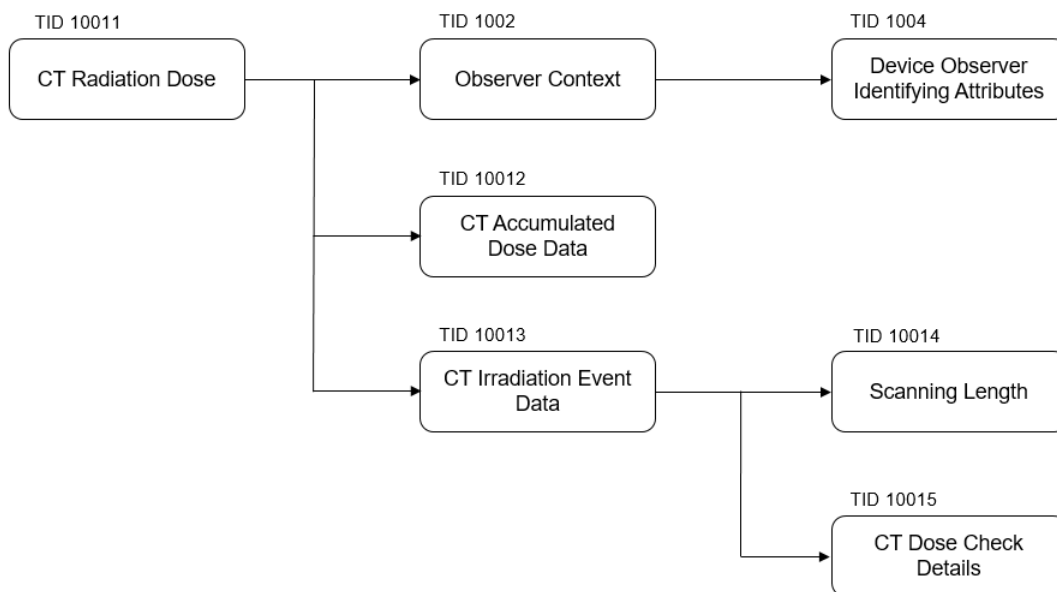 TID 10011
CT Radiation Dose
TID 1002
Observer Context
TID 1004
Device Observer
Identifying Attributes
TID 10012
CT Accumulated
Dose Data
TID 10013
CT Irradiation Event
Data
TID 10014
Scanning Length
TID 10015
CT Dose Check
Details